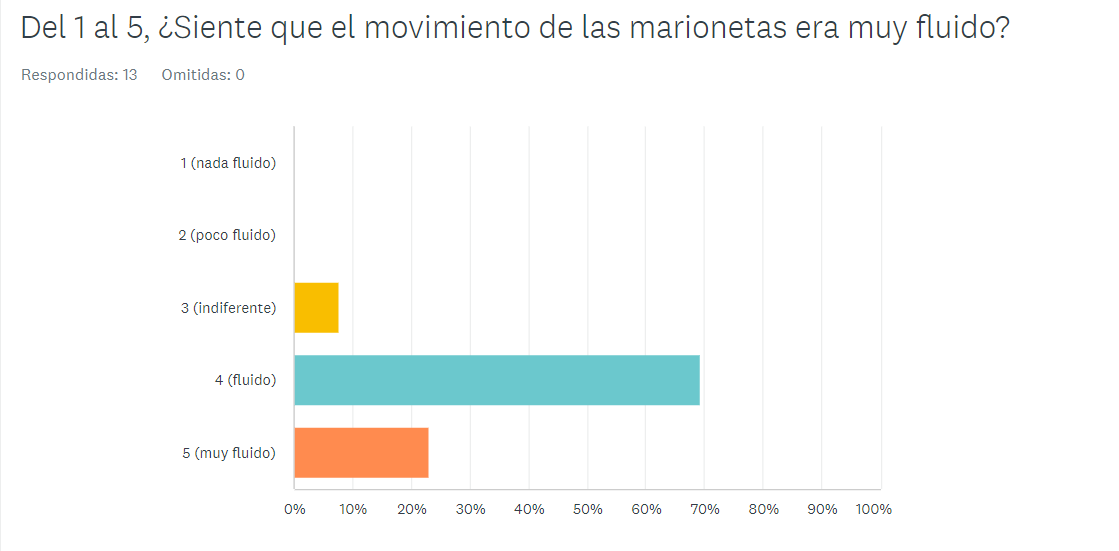 Del 1 al 5, ¿Siente que el movimiento de las marionetas era muy fluido?
Respondidas: 13 Omitidas: 0
1 (nada fluido)
2 (poco fluido)
3 (indiferente)
4 (fluido)
5 (muy fluido)
0% 10% 20% 30% 40% 50% 60% 70% 80% 90% 100%